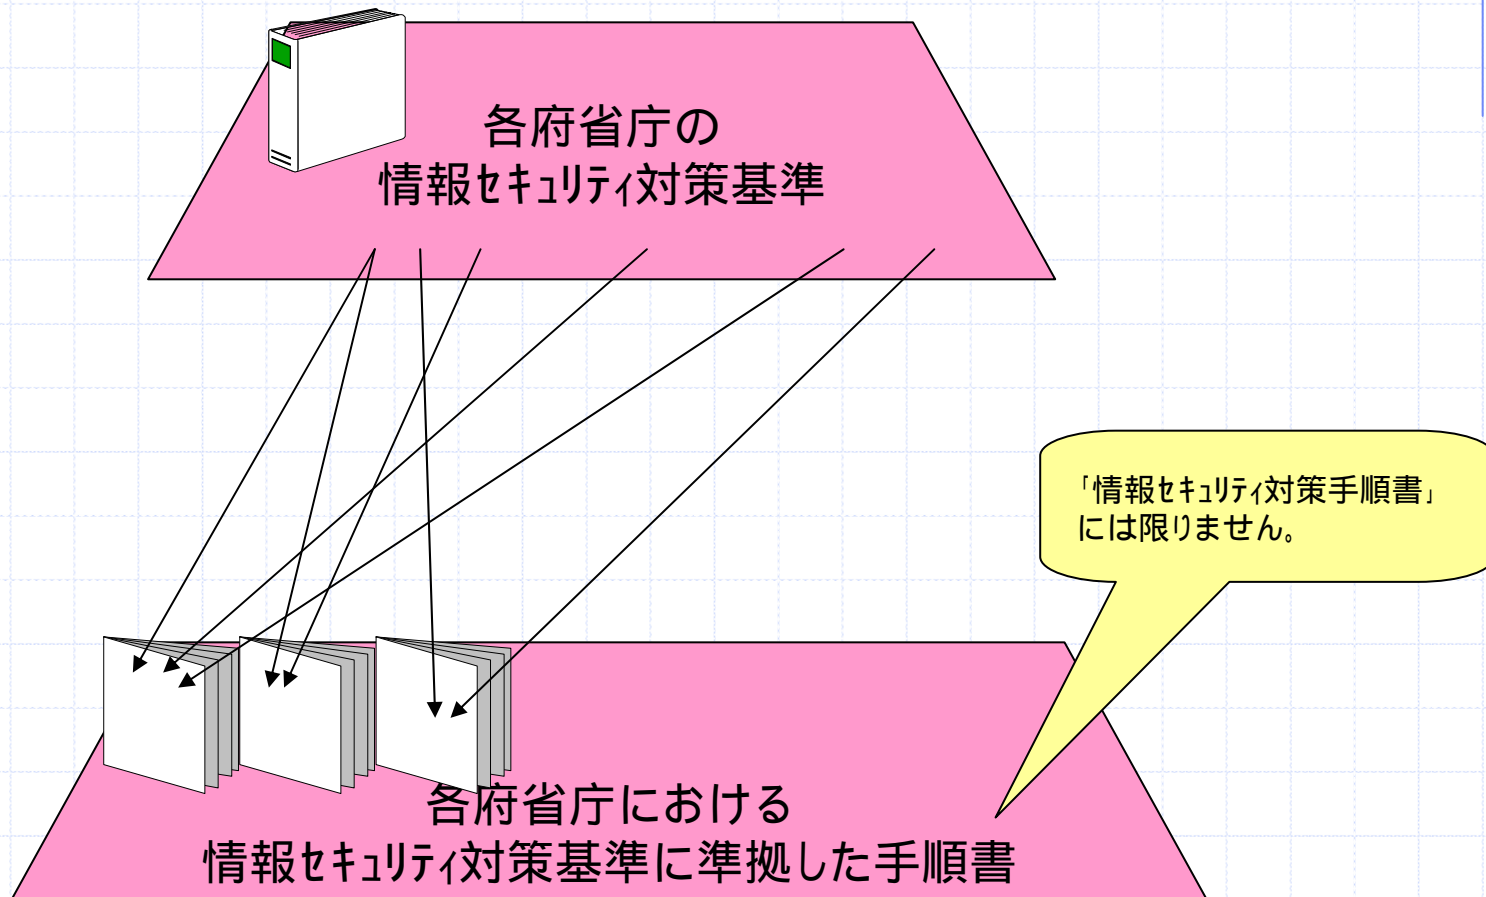 各府省庁の
情報ｾｷｭﾘﾃｨ対策基準
「情報ｾｷｭﾘﾃｨ対策手順書」
には限りません。
各府省庁における
情報ｾｷｭﾘﾃｨ対策基準に準拠した手順書